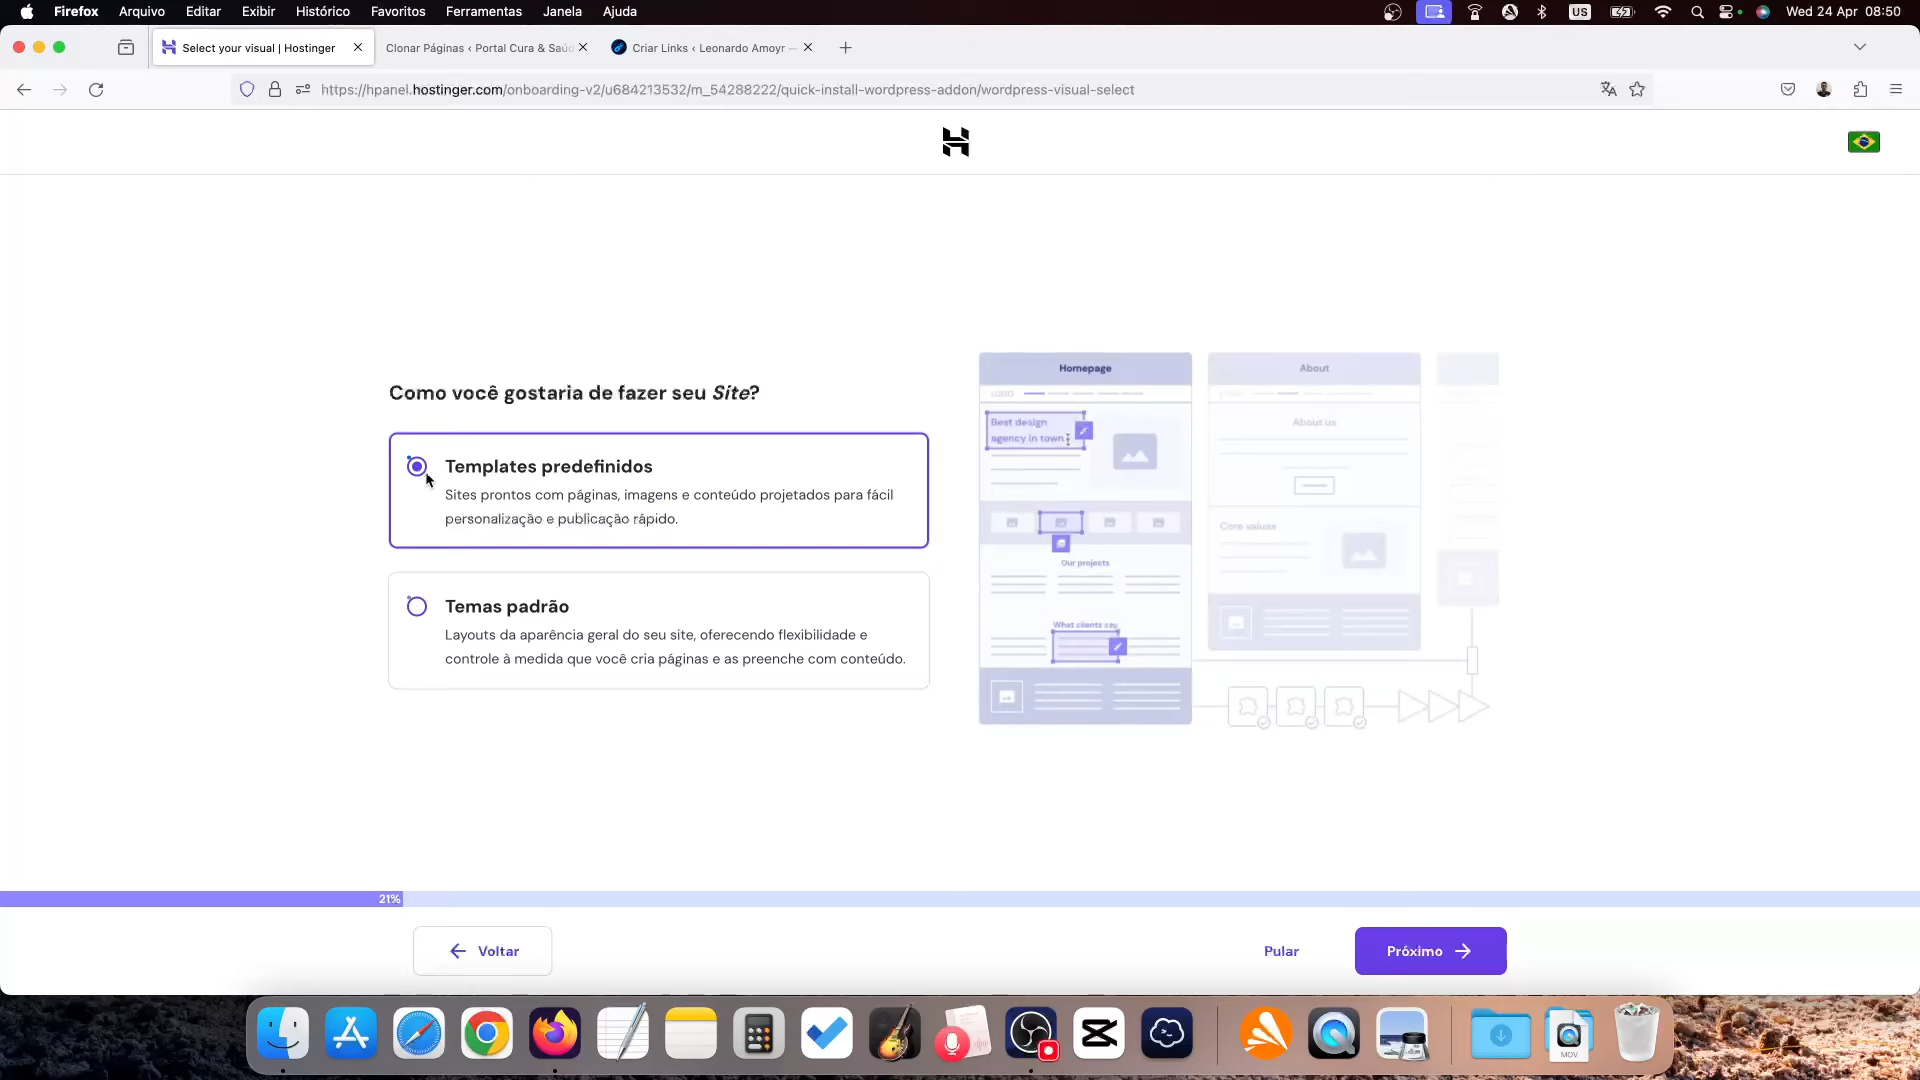 Firefox Arquivo Editar Exibir Histórico Favoritos Ferramentas Janela Ajuda US Wed 24 Apr 08:50
Select your visual | Hostinger
Clonar Páginas ‹ Portal Cura & Saúd
Criar Links ‹ Leonardo Amoyr —
https://hpanel.hostinger.com/onboarding-v2/u684213532/m_54288222/quick-install-wordpress-addon/wordpress-visual-select
Como você gostaria de fazer seu Site?
Templates predefinidos
Sites prontos com páginas, imagens e conteúdo projetados para fácil
personalização e publicação rápido.
Temas padrão
Layouts da aparência geral do seu site, oferecendo flexibilidade e
controle à medida que você cria páginas e as preenche com conteúdo.
Homepage
LOGO
Best design
agency in town.
Our projects
What clients say
About
About us
Core values
21%
Voltar
Pular
Próximo
MOV